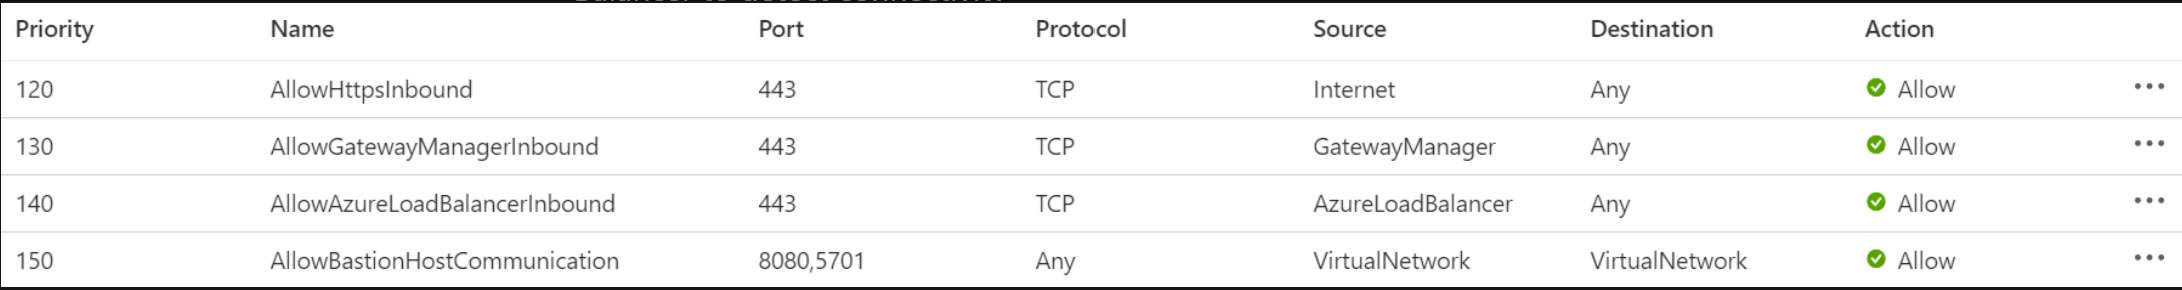 Priority Name Port Protocol Source Destination Action
120 AllowHttpsInbound 443 TCP Internet Any Allow
130 AllowGatewayManagerInbound 443 TCP GatewayManager Any Allow
140 AllowAzureLoadBalancerInbound 443 TCP AzureLoadBalancer Any Allow
150 AllowBastionHostCommunication 8080,5701 Any VirtualNetwork VirtualNetwork Allow